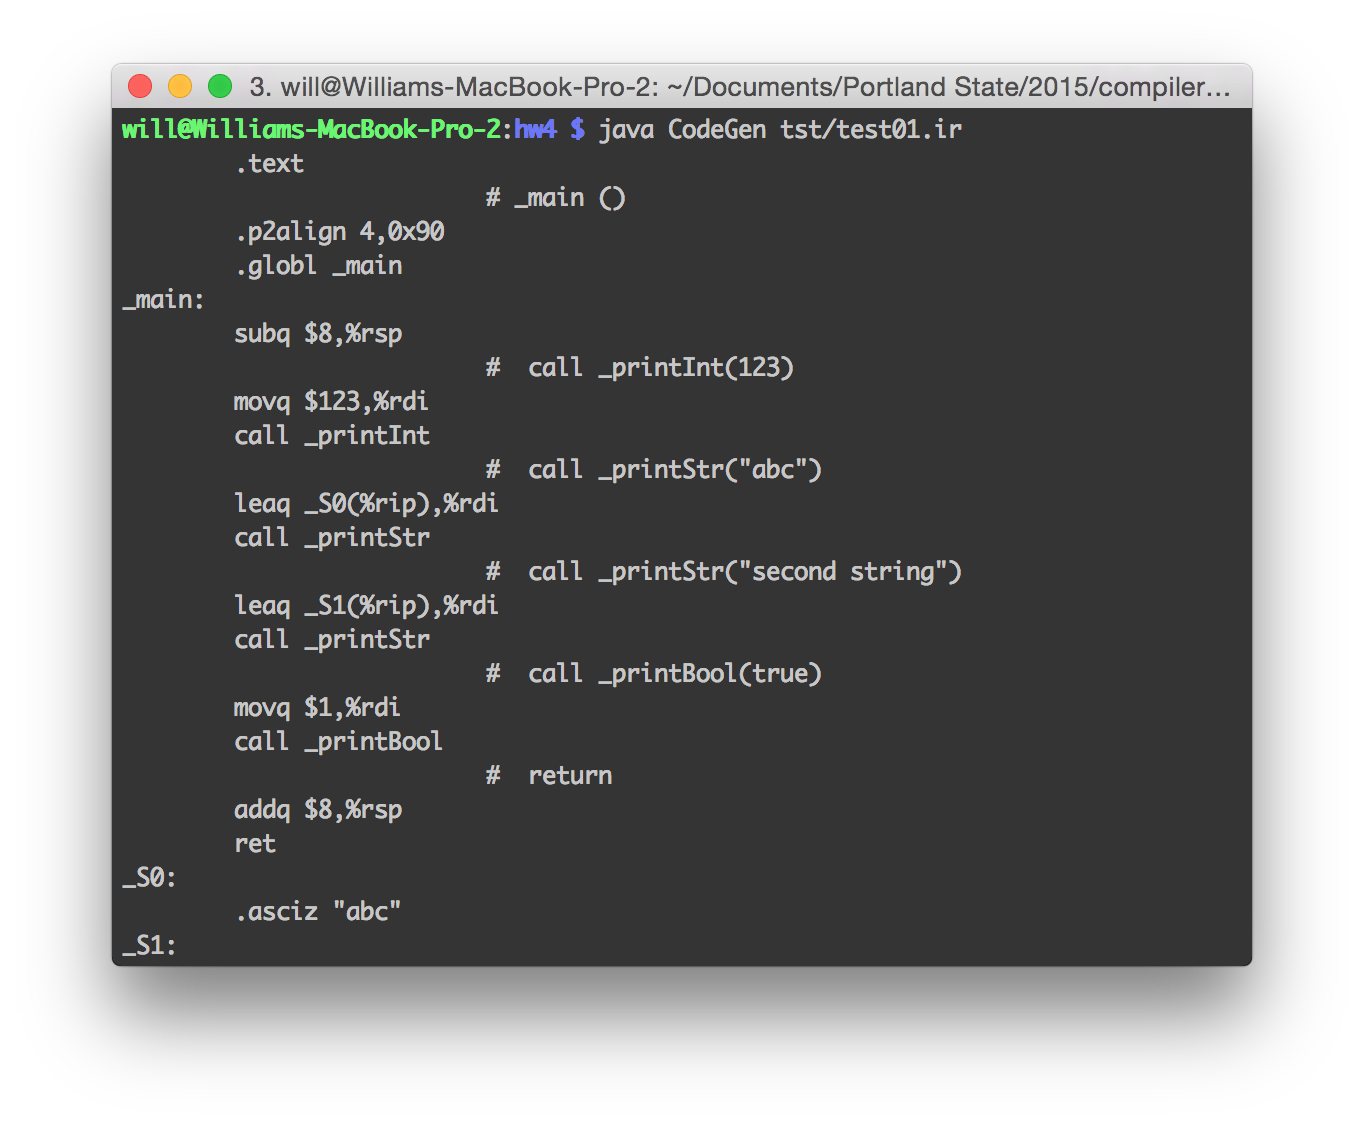 3. will@Williams-MacBook-Pro-2: ~/Documents/Portland State/2015/compiler...
will@Williams-MacBook-Pro-2:hw4 $ java CodeGen tst/test01.ir
.text
# _main ()
.p2align 4,0x90
.globl _main
_main:
subq $8,%rsp
#  call _printInt(123)
movq $123,%rdi
call _printInt
#  call _printStr("abc")
leaq _S0(%rip),%rdi
call _printStr
#  call _printStr("second string")
leaq _S1(%rip),%rdi
call _printStr
#  call _printBool(true)
movq $1,%rdi
call _printBool
#  return
addq $8,%rsp
ret
_S0:
.asciz "abc"
_S1: